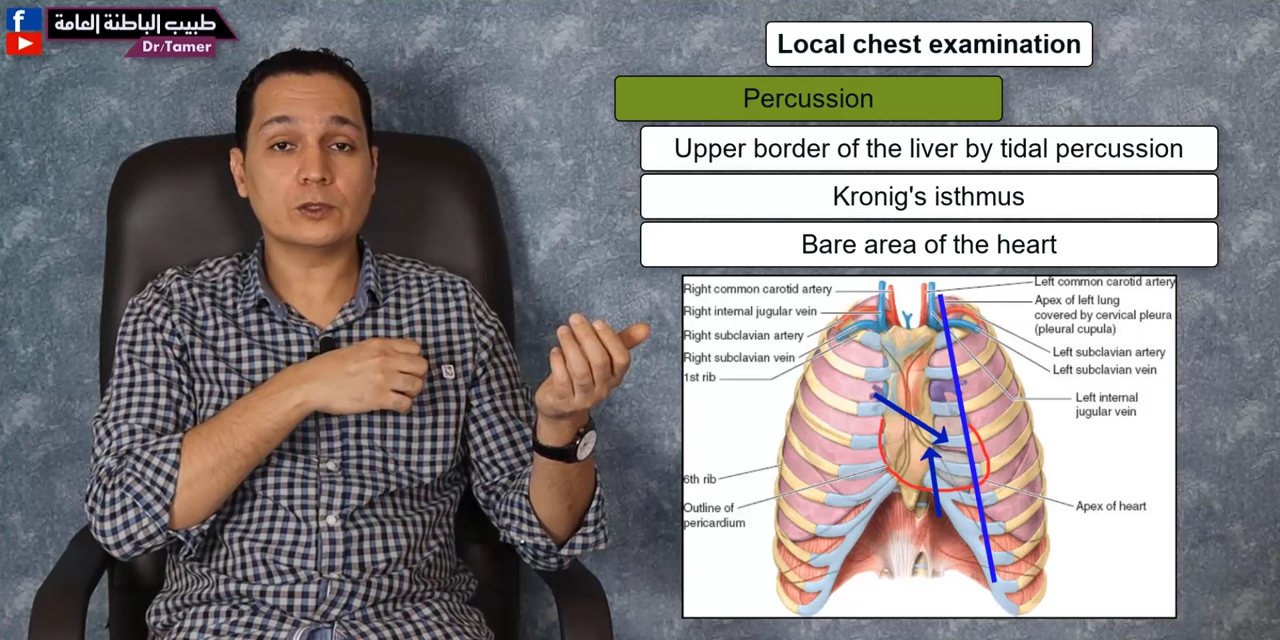 f
طبيب الباطنة العامة
Dr/Tamer
Local chest examination
Percussion
Upper border of the liver by tidal percussion
Kronig's isthmus
Bare area of the heart
Right common carotid artery
Right internal jugular vein
Right subclavian artery
Right subclavian vein
1st rib
6th rib
Outline of
pericardium
Left common carotid artery
Apex of left lung
covered by cervical pleura
(pleural cupula)
Left subclavian artery
Left subclavian vein
Left internal
jugular vein
Apex of heart